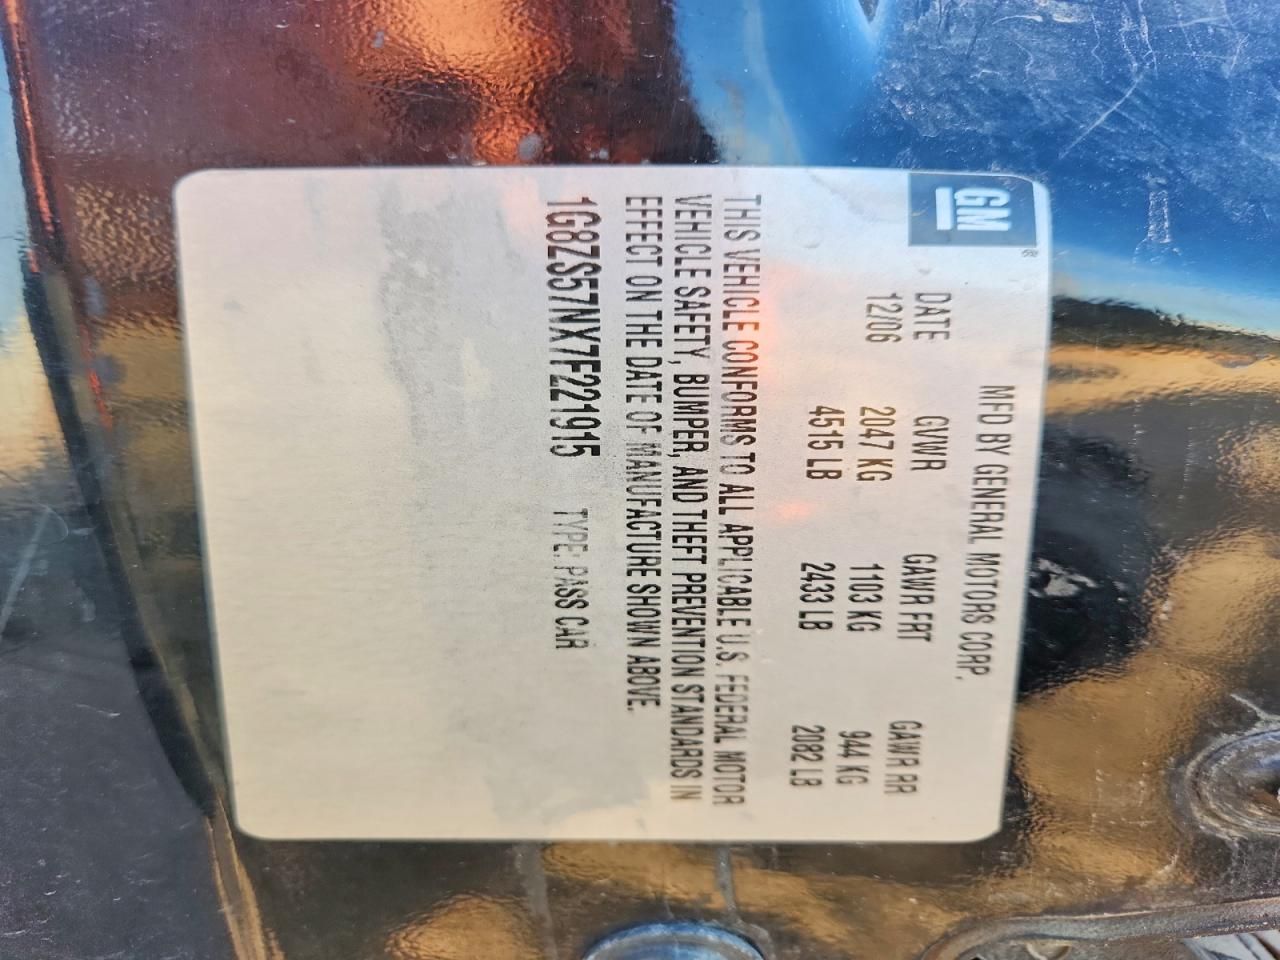 GM®
MFD BY GENERAL MOTORS CORP.
DATE GVWR GAWR FRT GAWR RR
12/06 2047 KG 1103 KG 944 KG
4515 LB 2433 LB 2082 LB
THIS VEHICLE CONFORMS TO ALL APPLICABLE U.S. FEDERAL MOTOR
VEHICLE SAFETY, BUMPER, AND THEFT PREVENTION STANDARDS IN
EFFECT ON THE DATE OF MANUFACTURE SHOWN ABOVE.
1G8ZS57NX7F221915 TYPE: PASS CAR